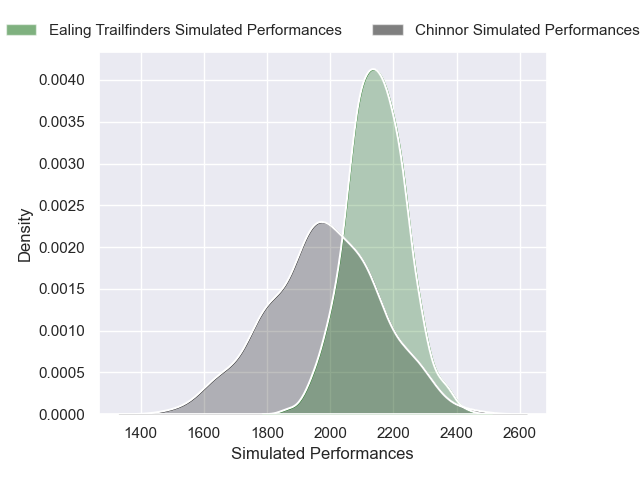 Ealing Trailfinders Simulated Performances
Chinnor Simulated Performances
0.0040
0.0035
0.0030
0.0025
0.0020
0.0015
0.0010
0.0005
0.0000
Density
1400 1600 1800 2000 2200 2400 2600
Simulated Performances